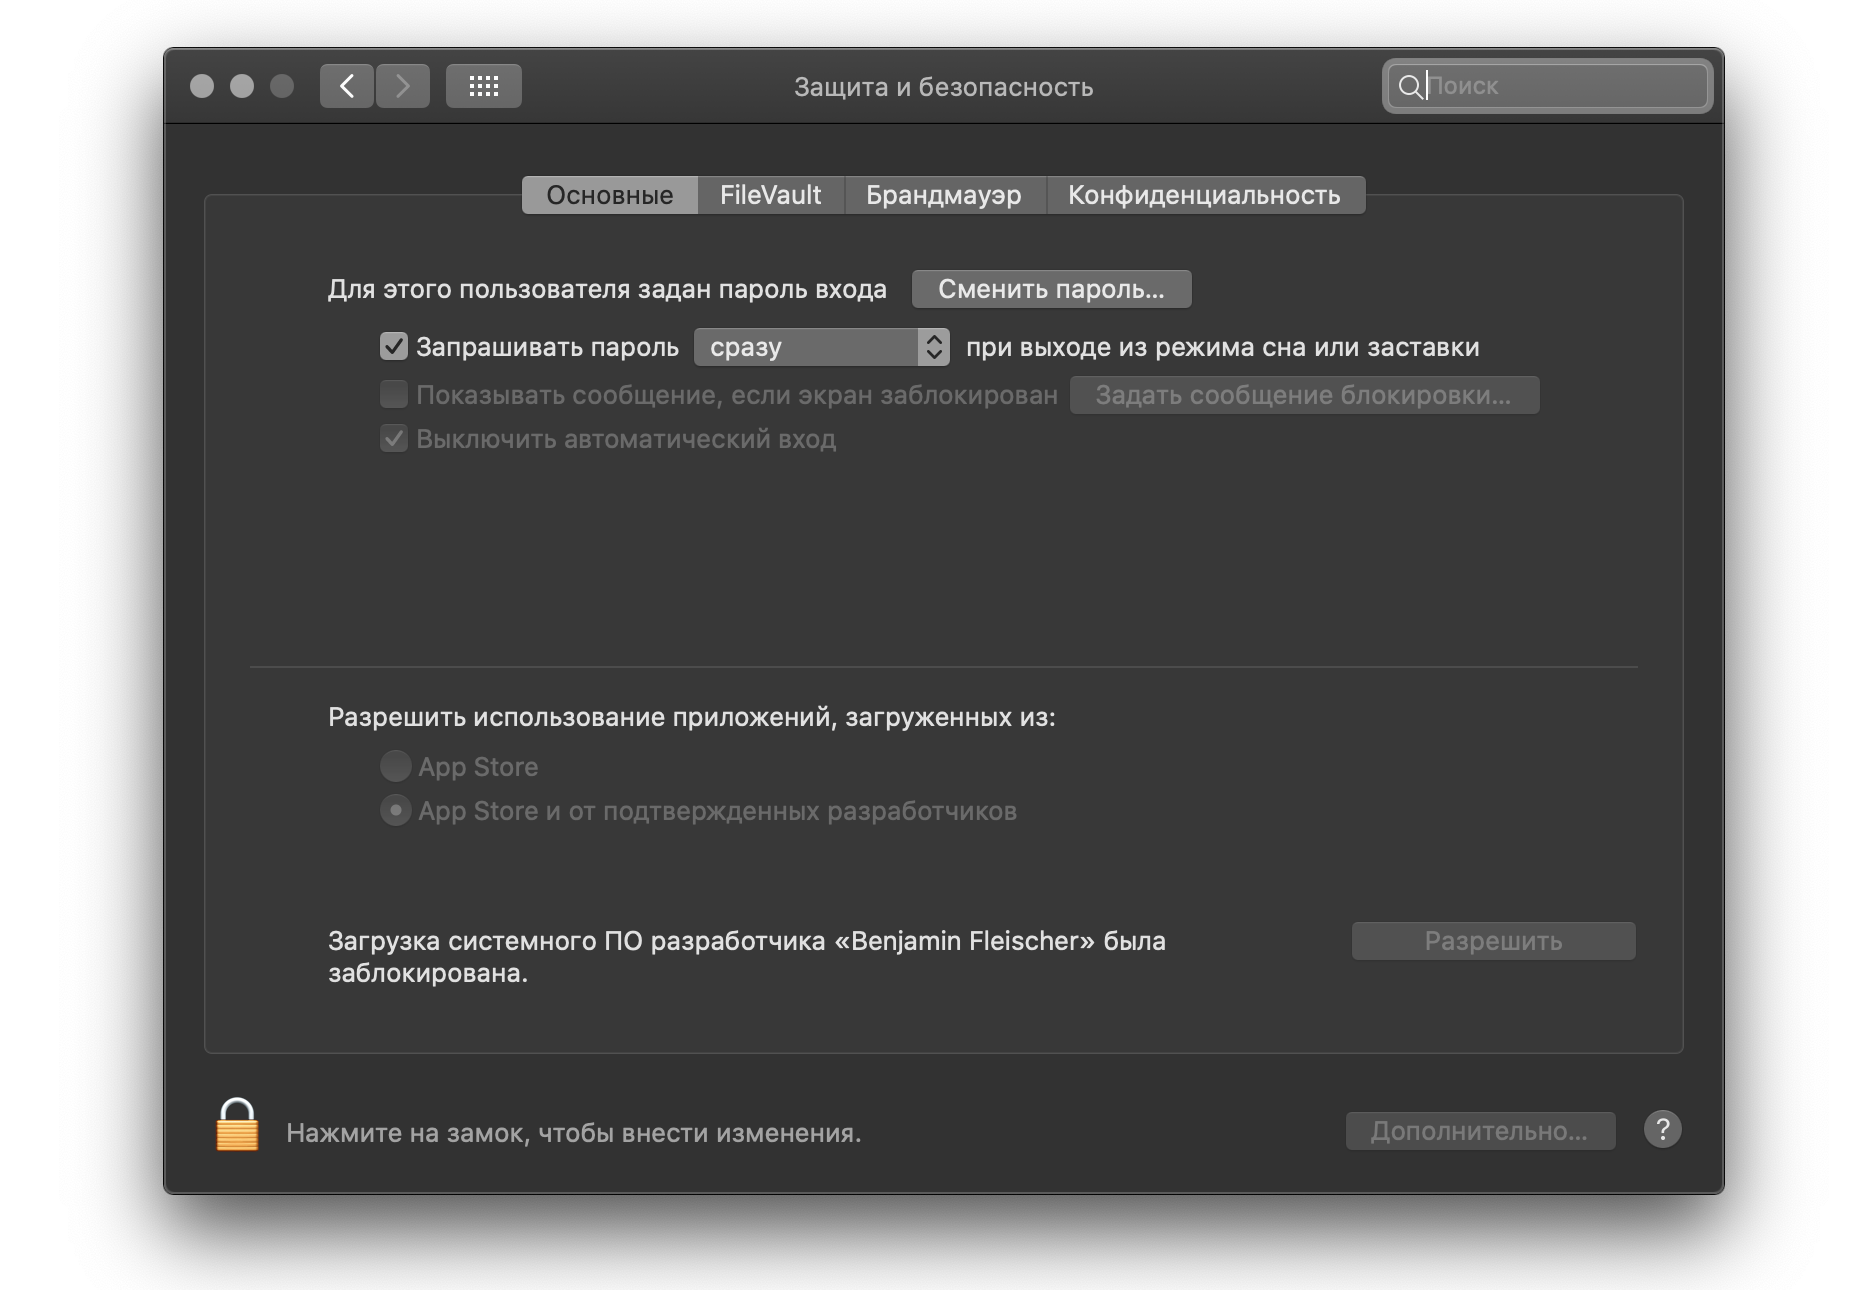 Защита и безопасность
Поиск
Основные FileVault Брандмауэр Конфиденциальность
Для этого пользователя задан пароль входа Сменить пароль...
Запрашивать пароль сразу при выходе из режима сна или заставки
Показывать сообщение, если экран заблокирован Задать сообщение блокировки...
Выключить автоматический вход
Разрешить использование приложений, загруженных из:
App Store
App Store и от подтвержденных разработчиков
Загрузка системного ПО разработчика «Benjamin Fleischer» была Разрешить
заблокирована.
Нажмите на замок, чтобы внести изменения. Дополнительно... ?